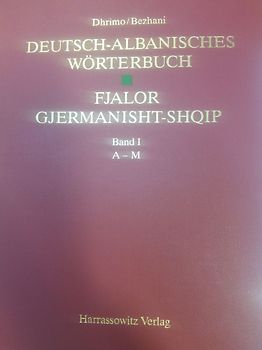 Dhrimo/Bezhani
DEUTSCH-ALBANISCHES
WÖRTERBUCH
FJALOR
GJERMANISHT-SHQIP
Band I
A – M
Harrassowitz Verlag